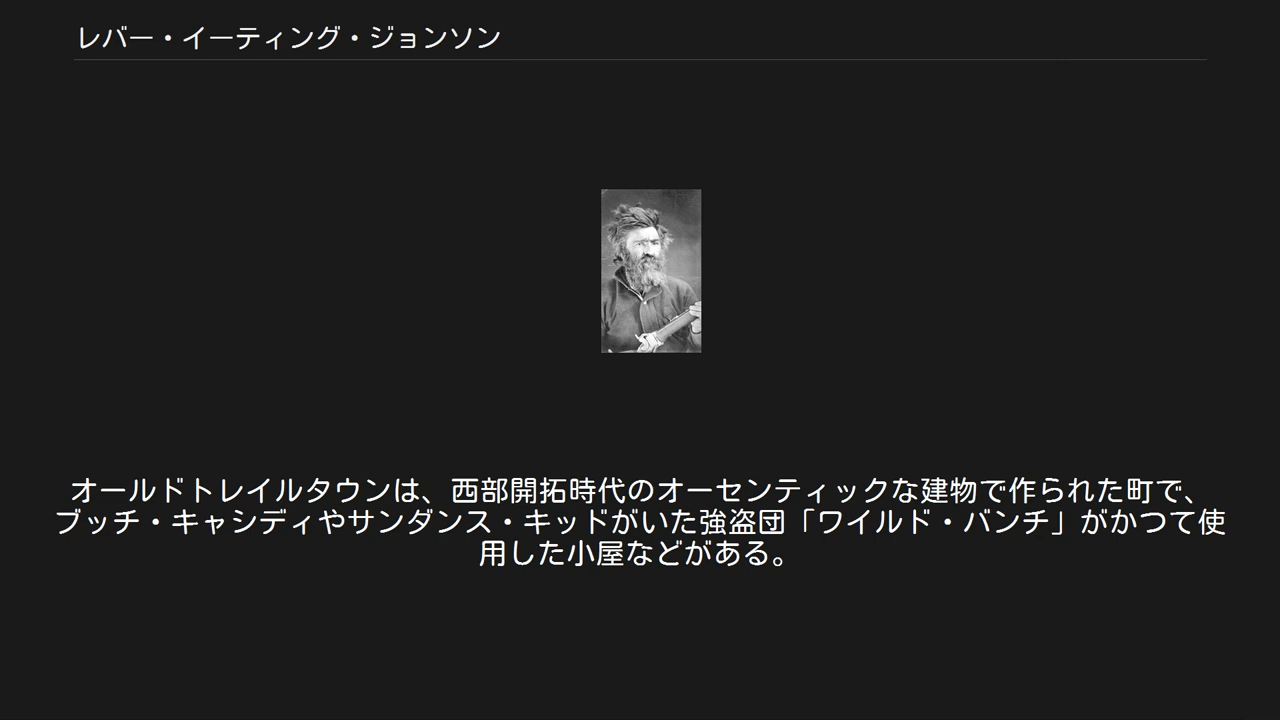 レバー・イーティング・ジョンソン
オールドトレイルタウンは、西部開拓時代のオーセンティックな建物で作られた町で、
ブッチ・キャシディやサンダンス・キッドがいた強盗団「ワイルド・バンチ」がかつて使
用した小屋などがある。